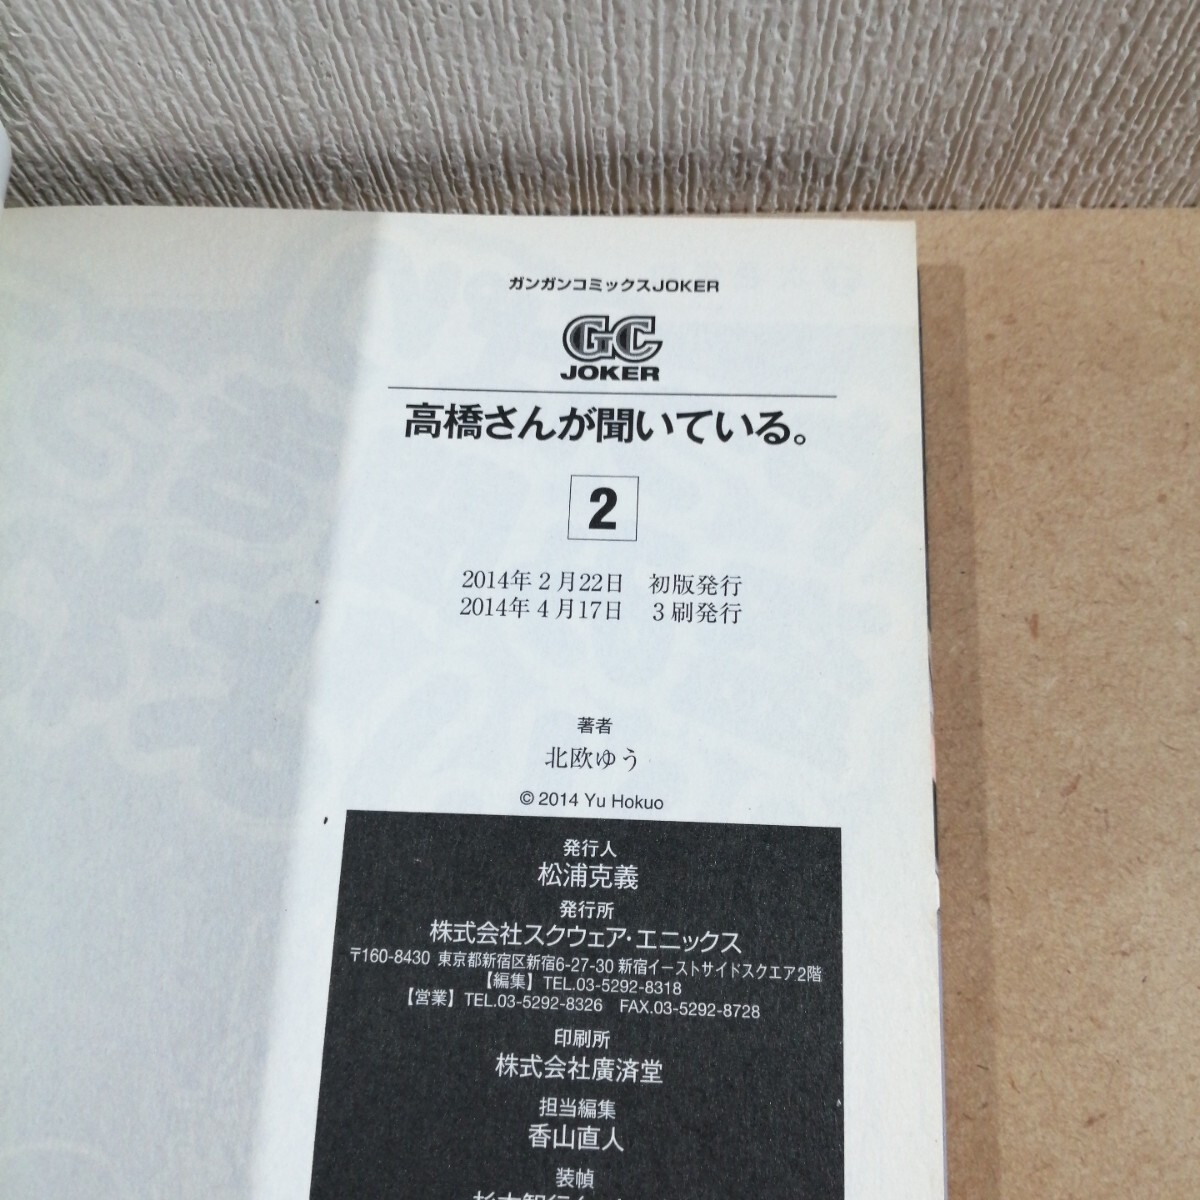 ガンガンコミックスJOKER
GC
JOKER
高橋さんが聞いている。
2
2014年2月22日 初版発行
2014年4月17日 3刷発行
著者
北欧ゆう
© 2014 Yu Hokuo
発行人
松浦克義
発行所
株式会社スクウェア・エニックス
〒160-8430 東京都新宿区新宿6-27-30 新宿イーストサイドスクエア2階
【編集】TEL.03-5292-8318
【営業】TEL.03-5292-8326 FAX.03-5292-8728
印刷所
株式会社廣済堂
担当編集
香山直人
装幀